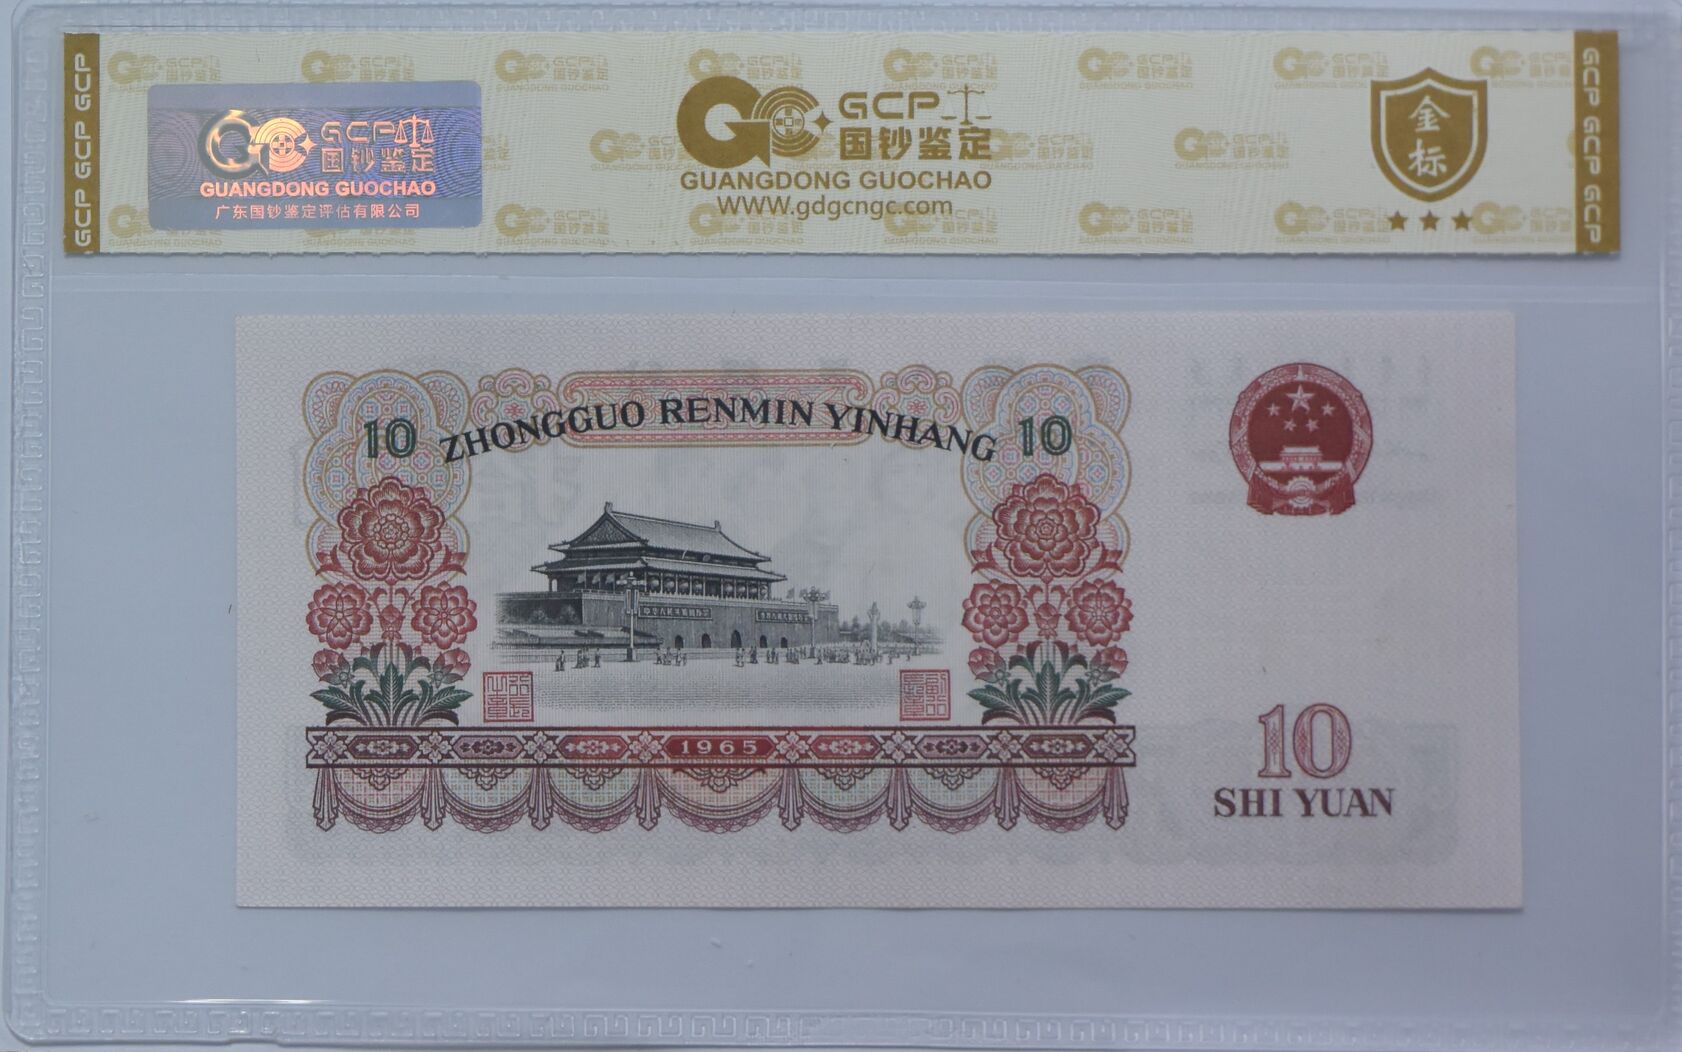 GCP GCP GCP
GCP
国钞鉴定
GUANGDONG GUOCHAO
广东国钞鉴定评估有限公司
GCP
国钞鉴定
GUANGDONG GUOCHAO
www.gdgcngc.com
金标
GCP GCP GCP
10 ZHONGGUO RENMIN YINHANG 10
1965
10
SHI YUAN